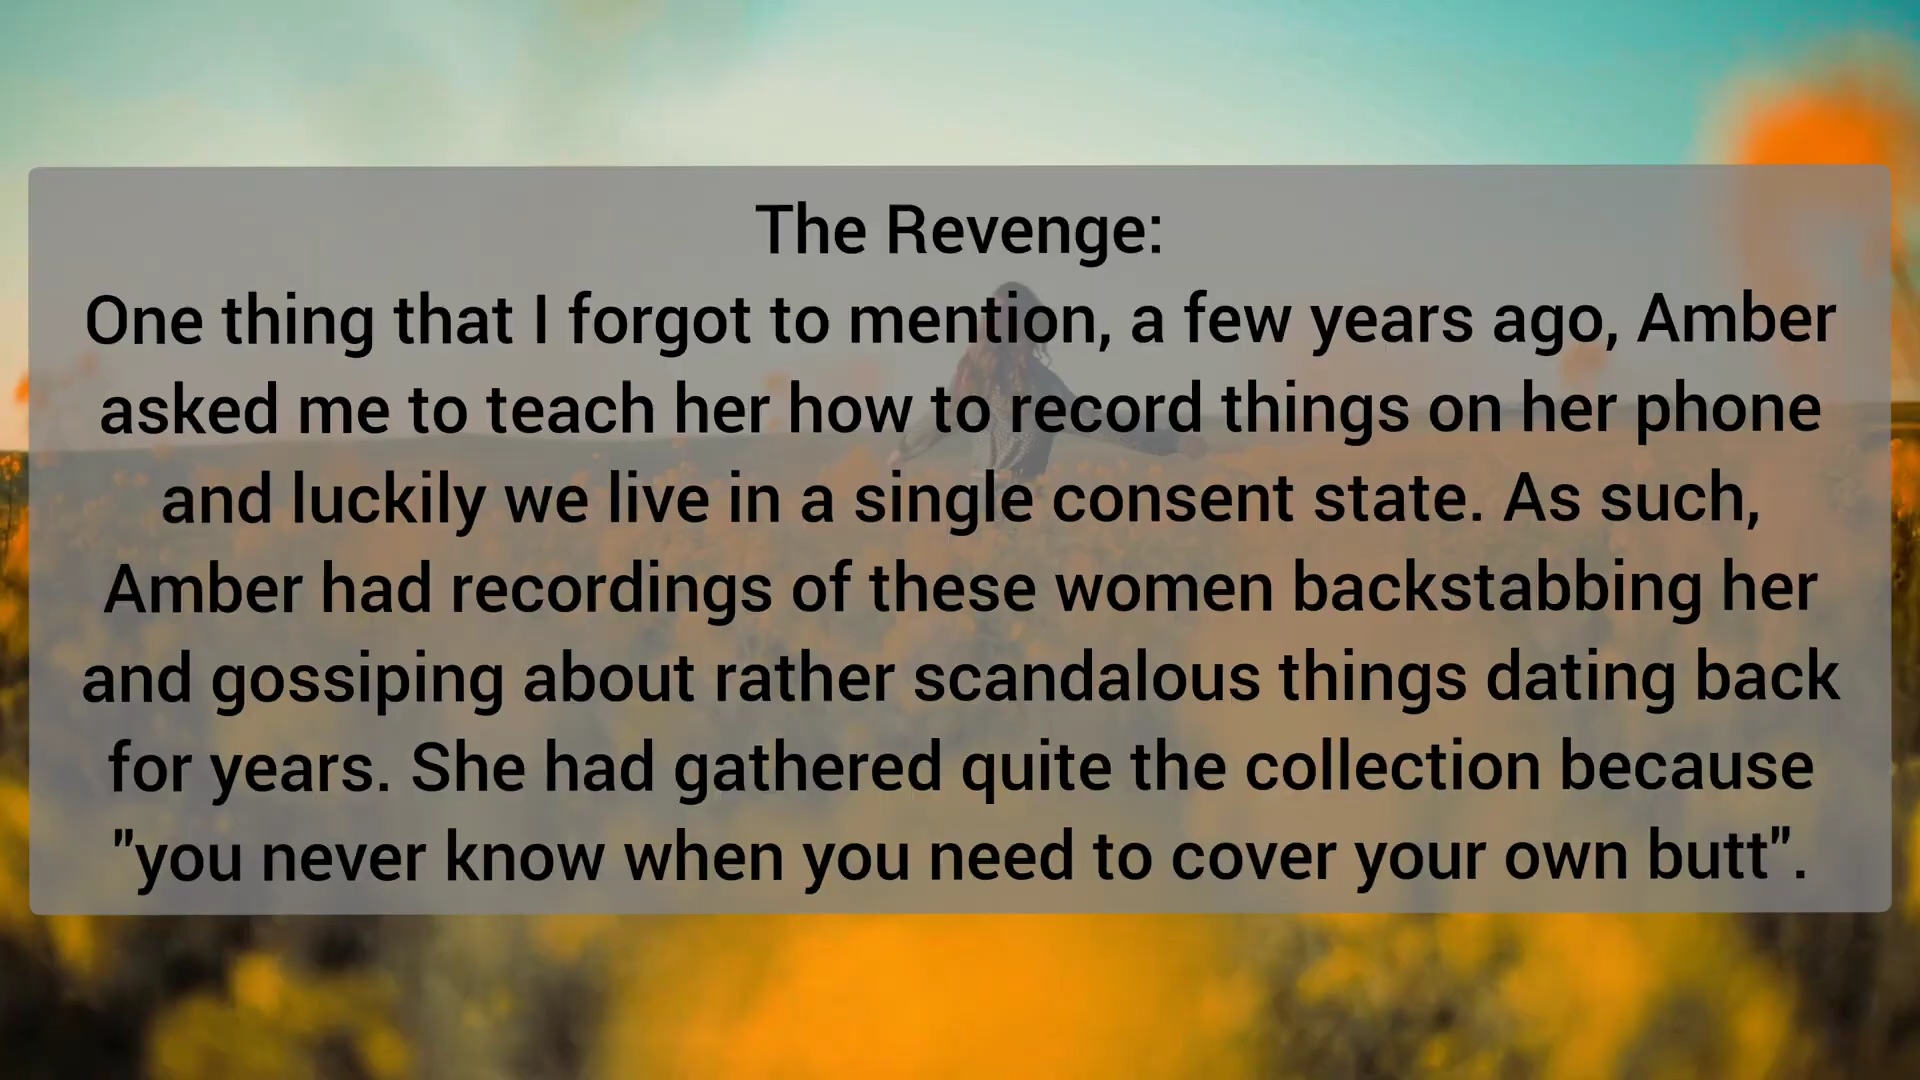 The Revenge:
One thing that I forgot to mention, a few years ago, Amber
asked me to teach her how to record things on her phone
and luckily we live in a single consent state. As such,
Amber had recordings of these women backstabbing her
and gossiping about rather scandalous things dating back
for years. She had gathered quite the collection because
"you never know when you need to cover your own butt".